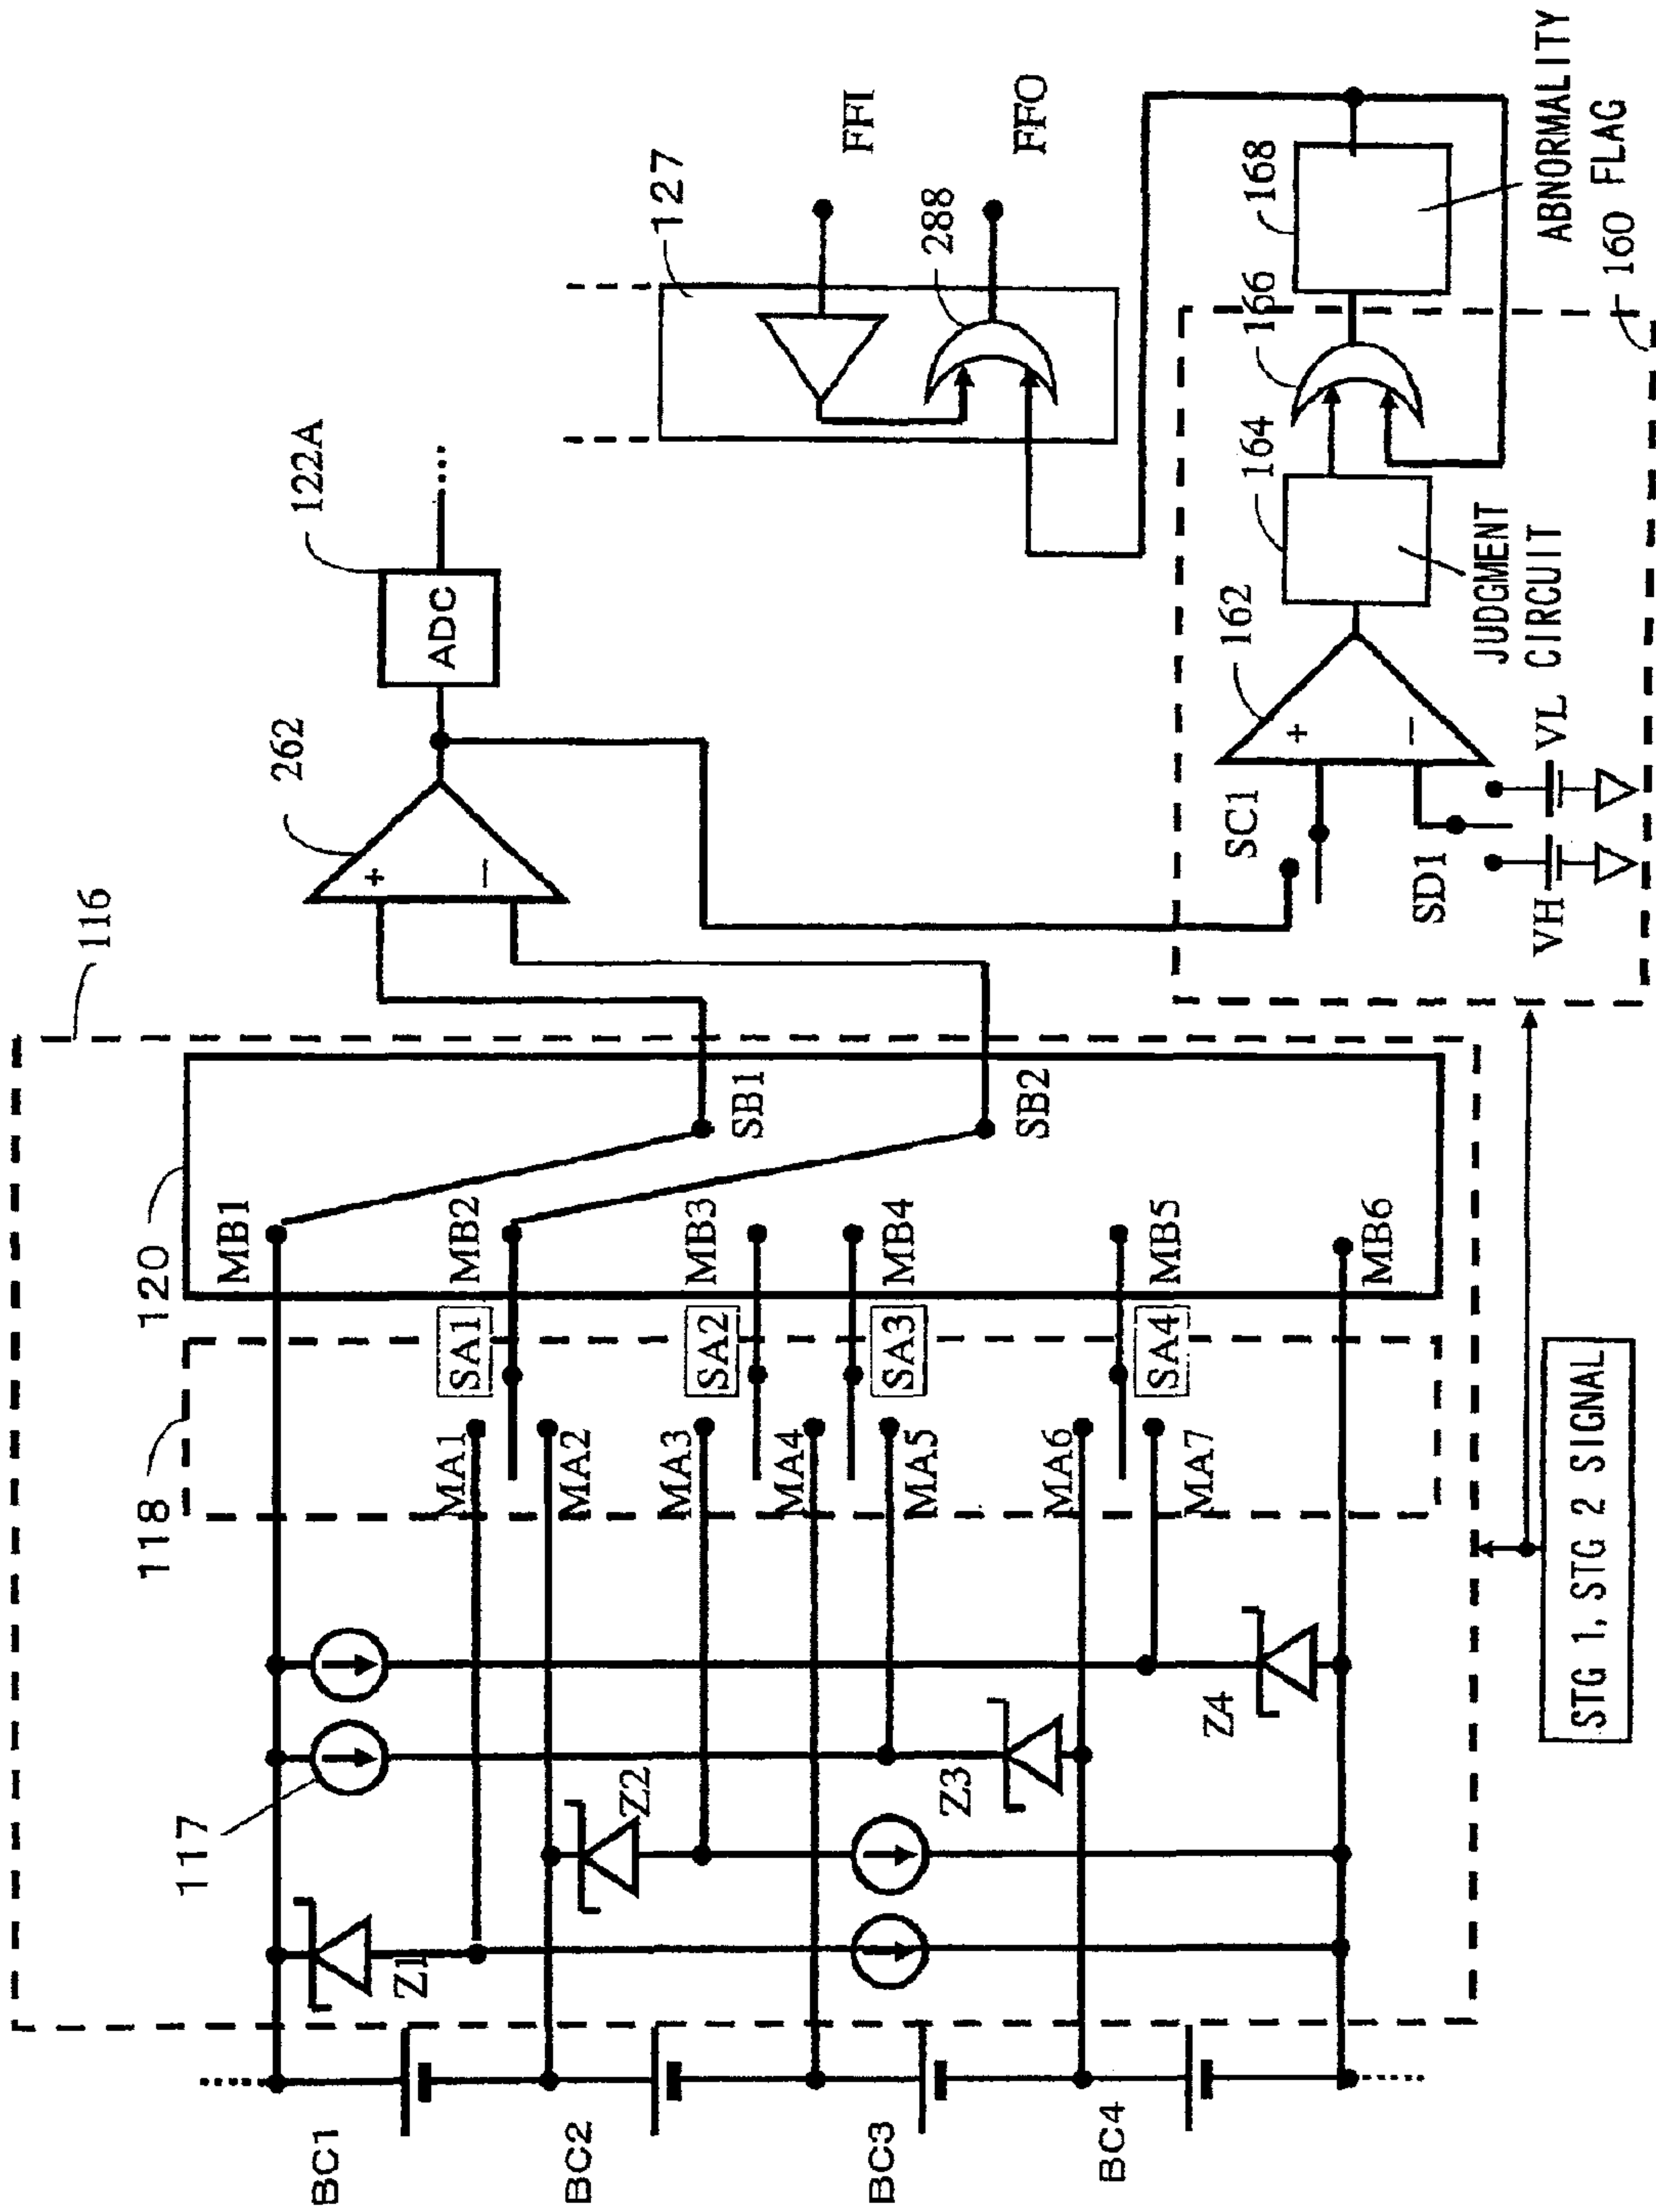 116
120
118
117
BC1
BC2
BC3
BC4
Z1
Z2
Z3
Z4
MA1
MA2
MA3
MA4
MA5
MA6
MA7
SA1
SA2
SA3
SA4
MB1
MB2
MB3
MB4
MB5
MB6
SB1
SB2
STG 1, STG 2 SIGNAL
262
+
−
122A
ADC
127
FFI
FFO
288
SC1
SD1
VH
VL
162
+
−
164
JUDGMENT
CIRCUIT
166
168
ABNORMALITY
FLAG
160